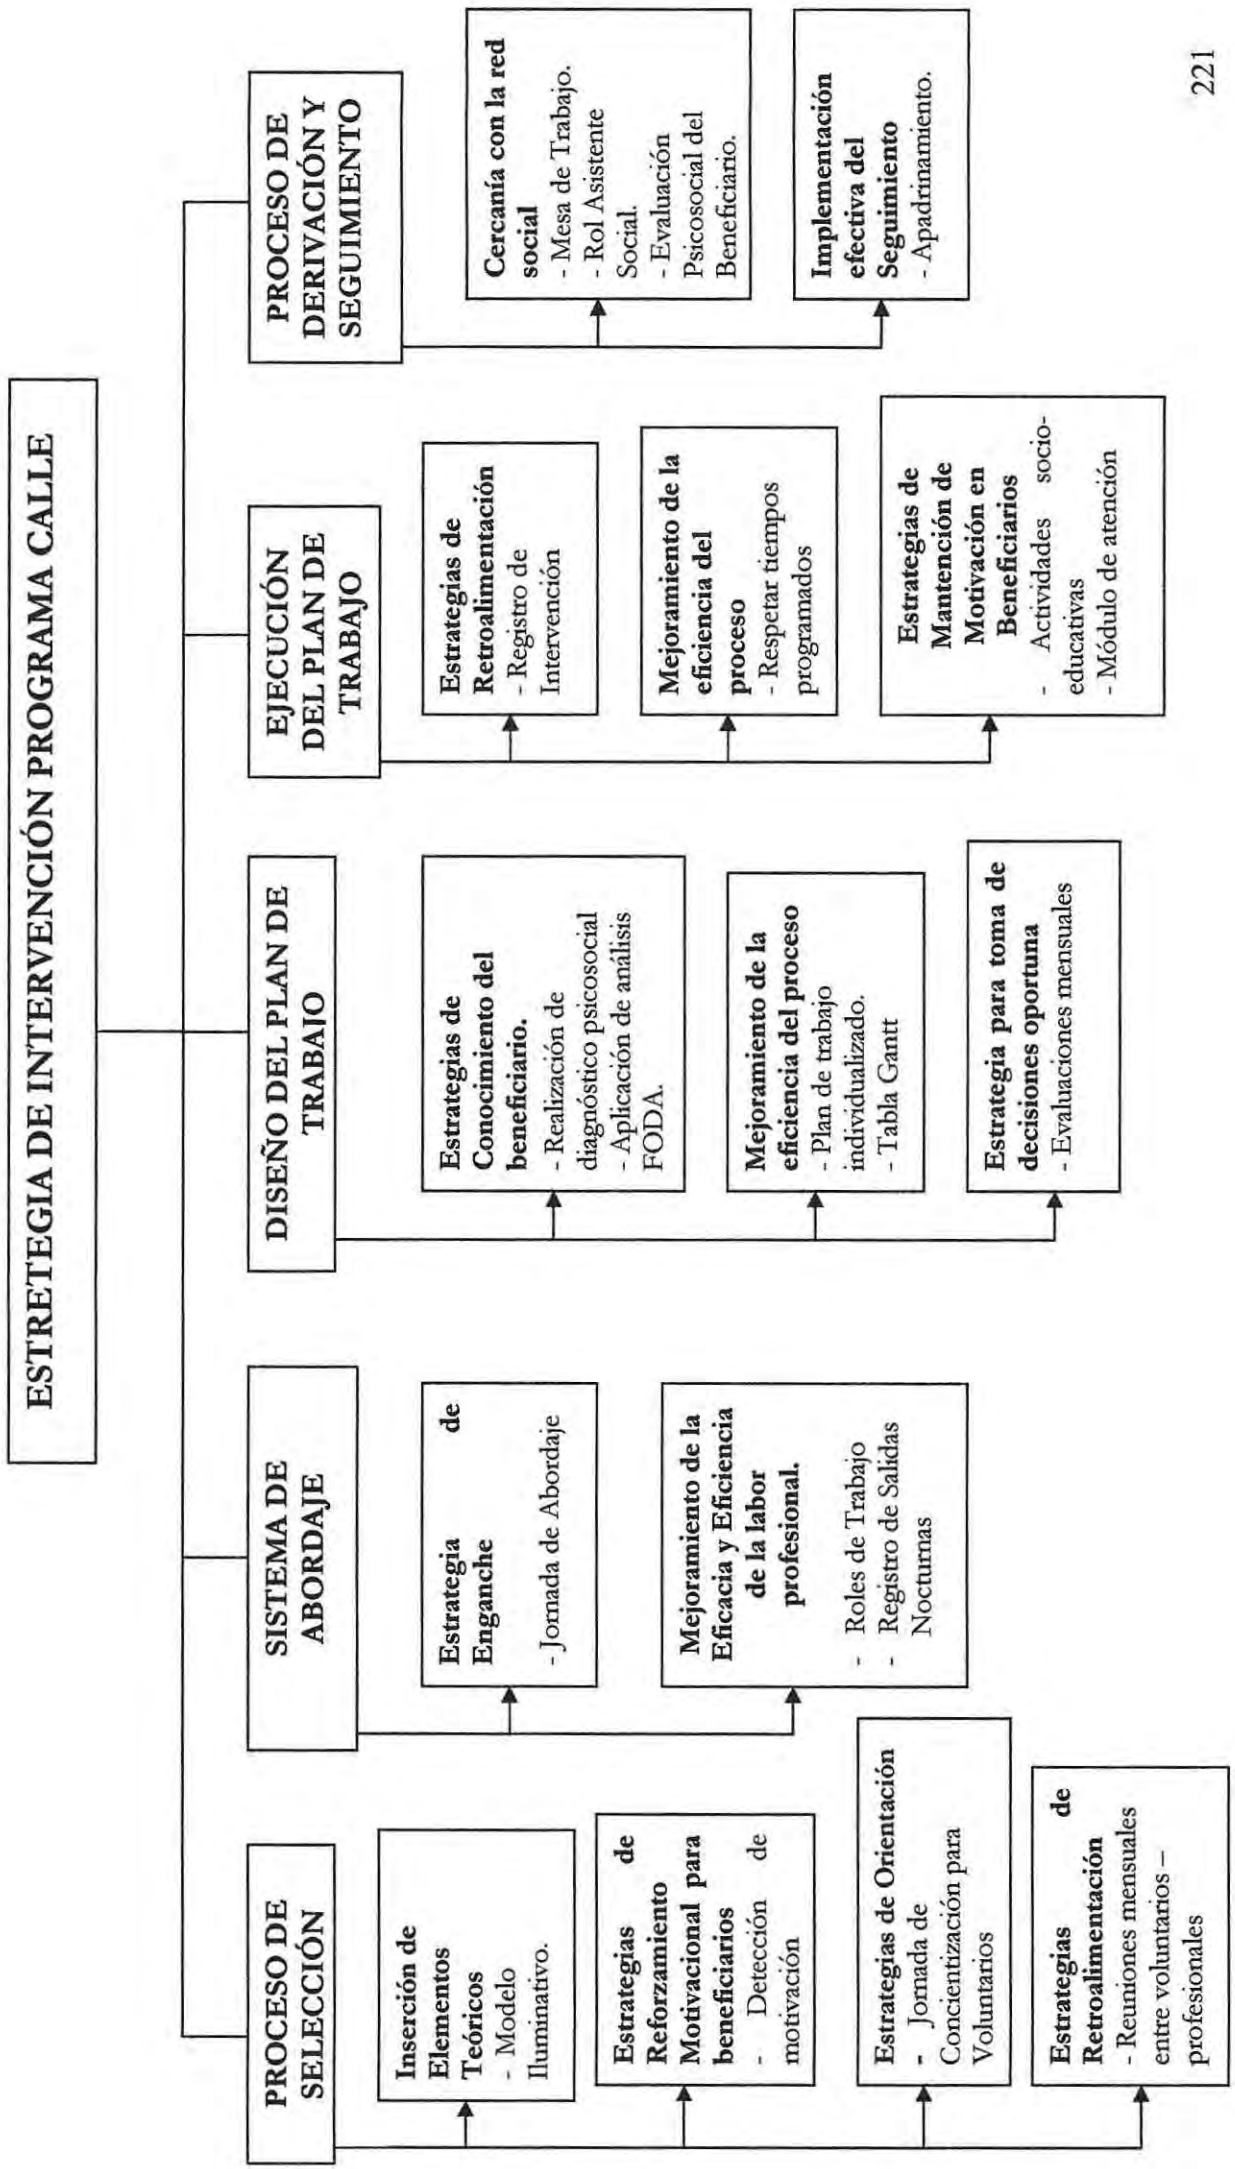 ESTRETEGIA DE INTERVENCIÓN PROGRAMA CALLE
PROCESO DE
SELECCIÓN
Inserción de
Elementos
Teóricos
- Modelo
Iluminativo.
Estrategias de
Reforzamiento
Motivacional para
beneficiarios
- Detección de
motivación
Estrategias de Orientación
- Jornada de
Concientización para
Voluntarios
Estrategias de
Retroalimentación
- Reuniones mensuales
entre voluntarios –
profesionales
SISTEMA DE
ABORDAJE
Estrategia de
Enganche
- Jornada de Abordaje
Mejoramiento de la
Eficacia y Eficiencia
de la labor
profesional.
- Roles de Trabajo
- Registro de Salidas
Nocturnas
DISEÑO DEL PLAN DE
TRABAJO
Estrategias de
Conocimiento del
beneficiario.
- Realización de
diagnóstico psicosocial
- Aplicación de análisis
FODA.
Mejoramiento de la
eficiencia del proceso
- Plan de trabajo
individualizado.
- Tabla Gantt
Estrategia para toma de
decisiones oportuna
- Evaluaciones mensuales
EJECUCIÓN
DEL PLAN DE
TRABAJO
Estrategias de
Retroalimentación
- Registro de
Intervención
Mejoramiento de la
eficiencia del
proceso
- Respetar tiempos
programados
Estrategias de
Mantención de
Motivación en
Beneficiarios
- Actividades socio-
educativas
- Módulo de atención
PROCESO DE
DERIVACIÓN Y
SEGUIMIENTO
Cercanía con la red
social
- Mesa de Trabajo.
- Rol Asistente
Social.
- Evaluación
Psicosocial del
Beneficiario.
Implementación
efectiva del
Seguimiento
- Apadrinamiento.
221